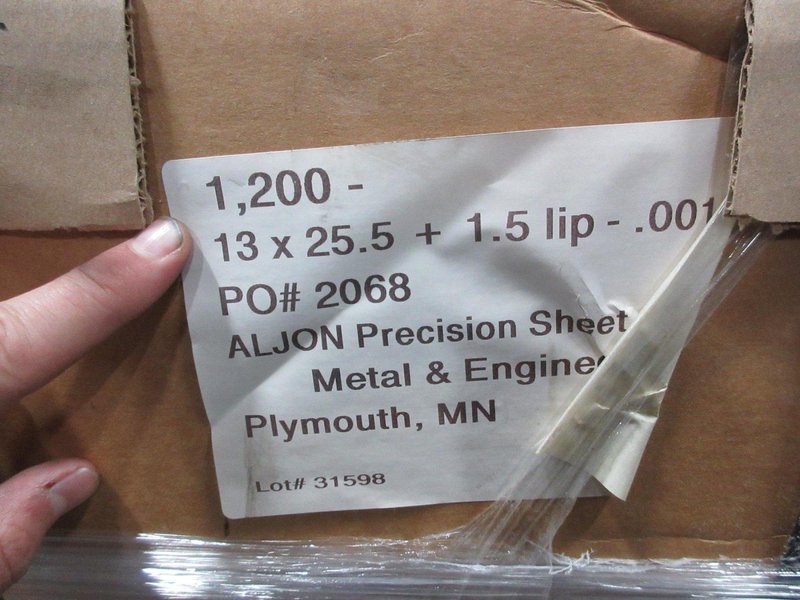 1,200 -
13 x 25.5 + 1.5 lip - .001
PO# 2068
ALJON Precision Sheet
Metal & Enginee
Plymouth, MN
Lot# 31598